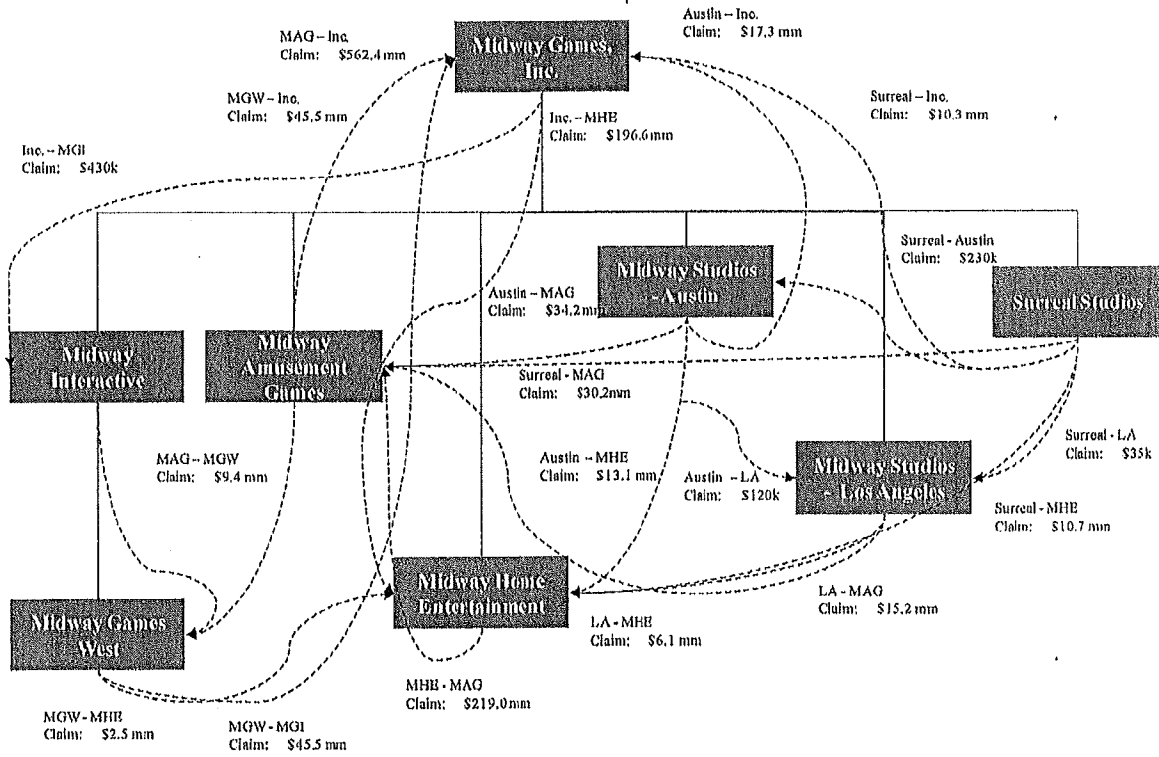 Austin – Inc.
Claim: $17.3 mm
MAG – Inc.
Claim: $562.4 mm
Midway Games,
Inc.
MGW – Inc.
Claim: $45.5 mm
Surreal – Inc.
Claim: $10.3 mm
Inc. – MHE
Claim: $196.6 mm
Inc. – MGI
Claim: $430k
Surreal - Austin
Claim: $230k
Midway Studios
- Austin
Surreal Studios
Austin – MAG
Claim: $34.2mm
Midway
Interactive
Midway
Amusement
Games
Surreal - MAG
Claim: $30.2mm
Surreal - LA
Claim: $35k
MAG – MGW
Claim: $9.4 mm
Austin – MHE
Claim: $13.1 mm
Austin – LA
Claim: $120k
Midway Studios
- Los Angeles
Surreal - MHE
Claim: $10.7 mm
Midway Home
Entertainment
LA - MAG
Claim: $15.2 mm
Midway Games
West
LA - MHE
Claim: $6.1 mm
MHE - MAG
Claim: $219.0mm
MGW - MHE
Claim: $2.5 mm
MGW - MGI
Claim: $45.5 mm